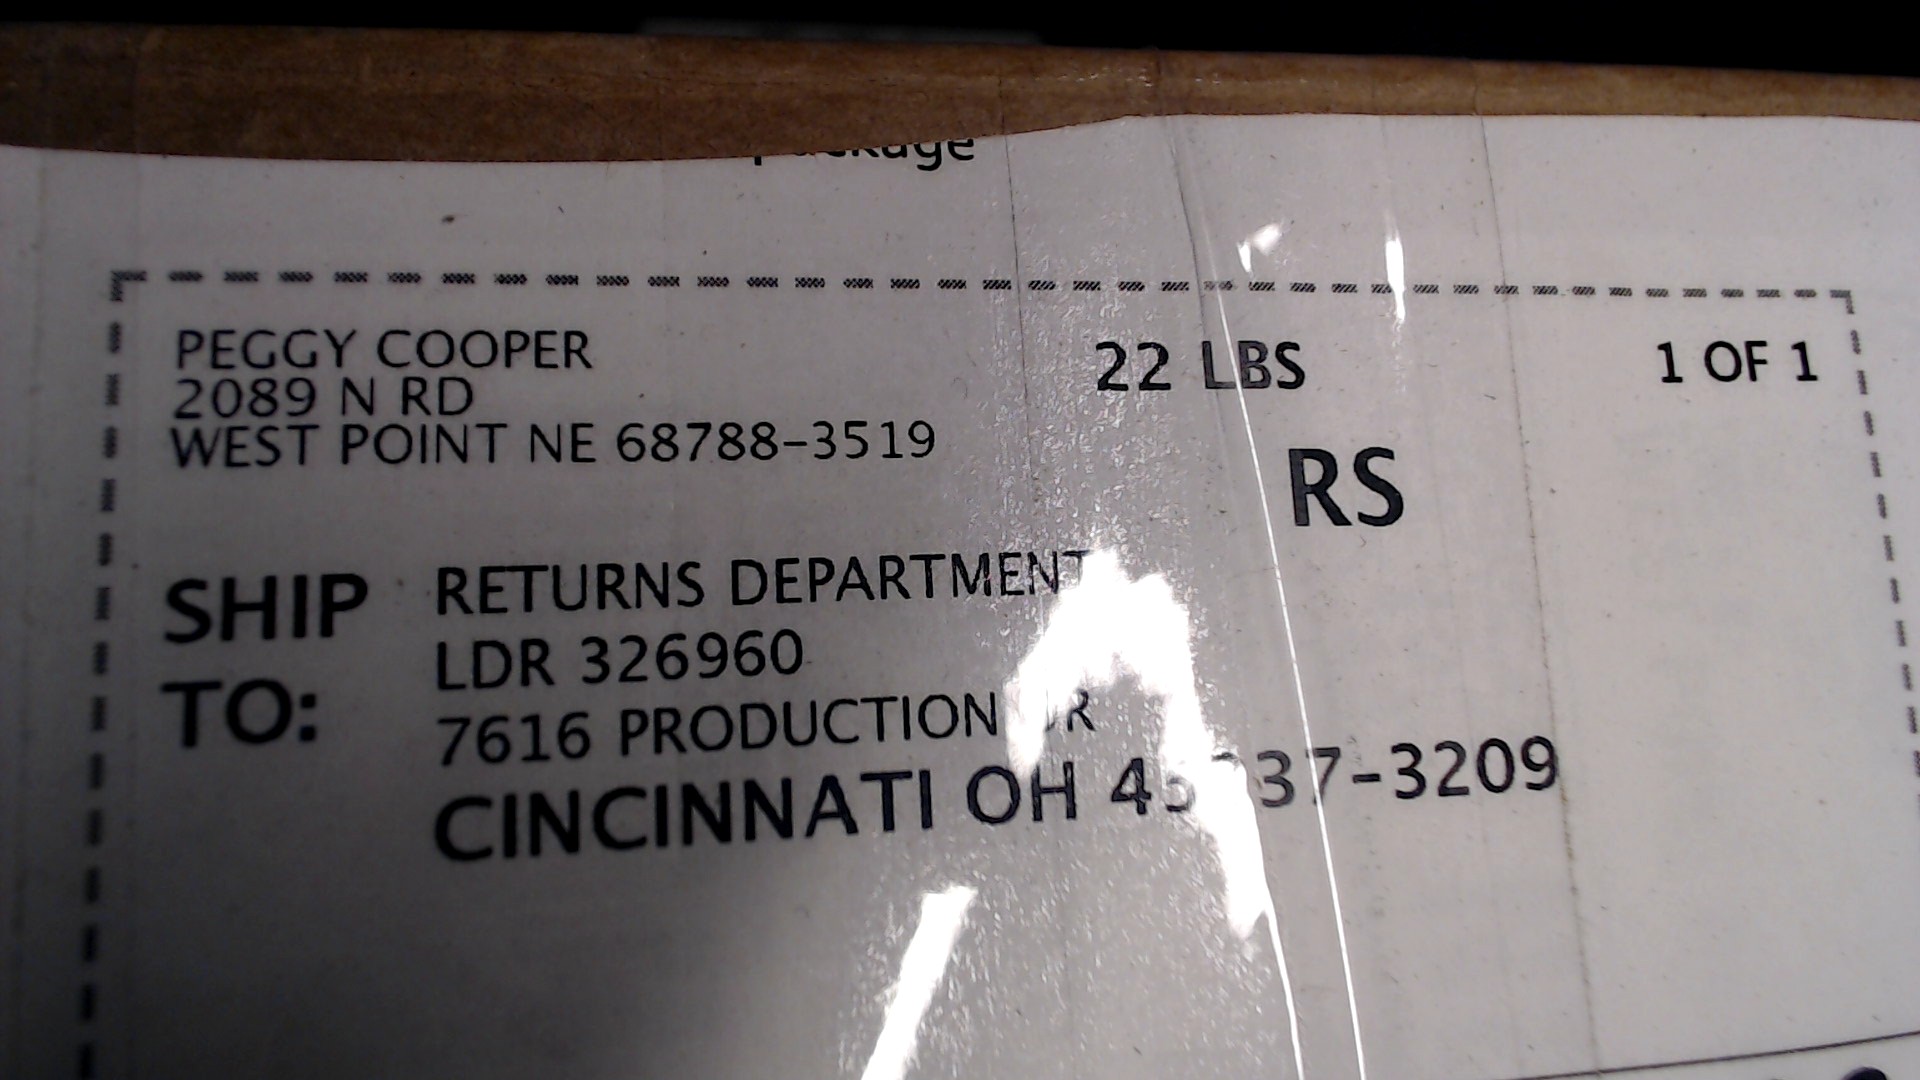 PEGGY COOPER
2089 N RD
WEST POINT NE 68788-3519
22 LBS
1 OF 1
RS
SHIP TO:
RETURNS DEPARTMENT
LDR 326960
7616 PRODUCTION
CINCINNATI OH